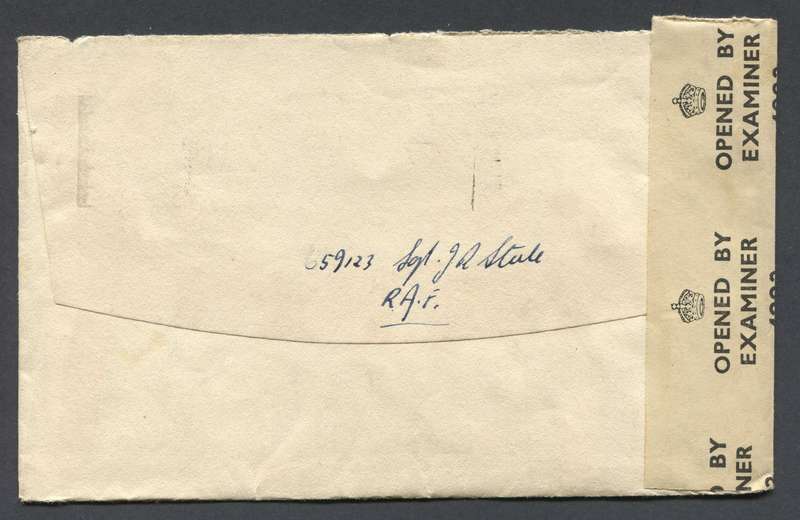 659123 Sgt. J R Steele
R.A.F.
OPENED BY
EXAMINER
OPENED BY
EXAMINER
BY
NER